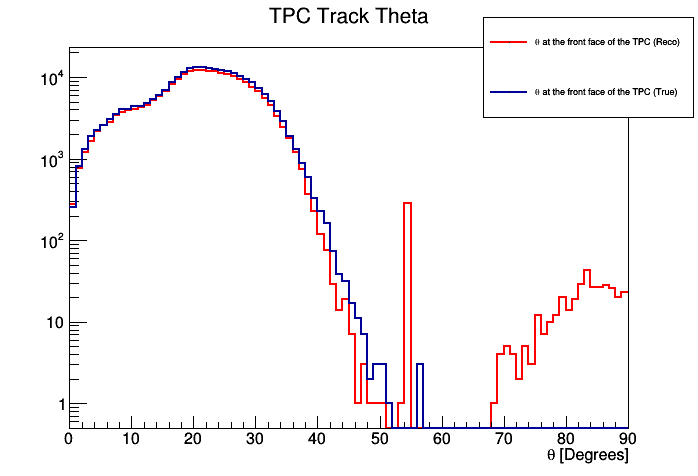 TPC Track Theta
θ at the front face of the TPC (Reco)
θ at the front face of the TPC (True)
10⁴
10³
10²
10
1
0 10 20 30 40 50 60 70 80 90
θ [Degrees]